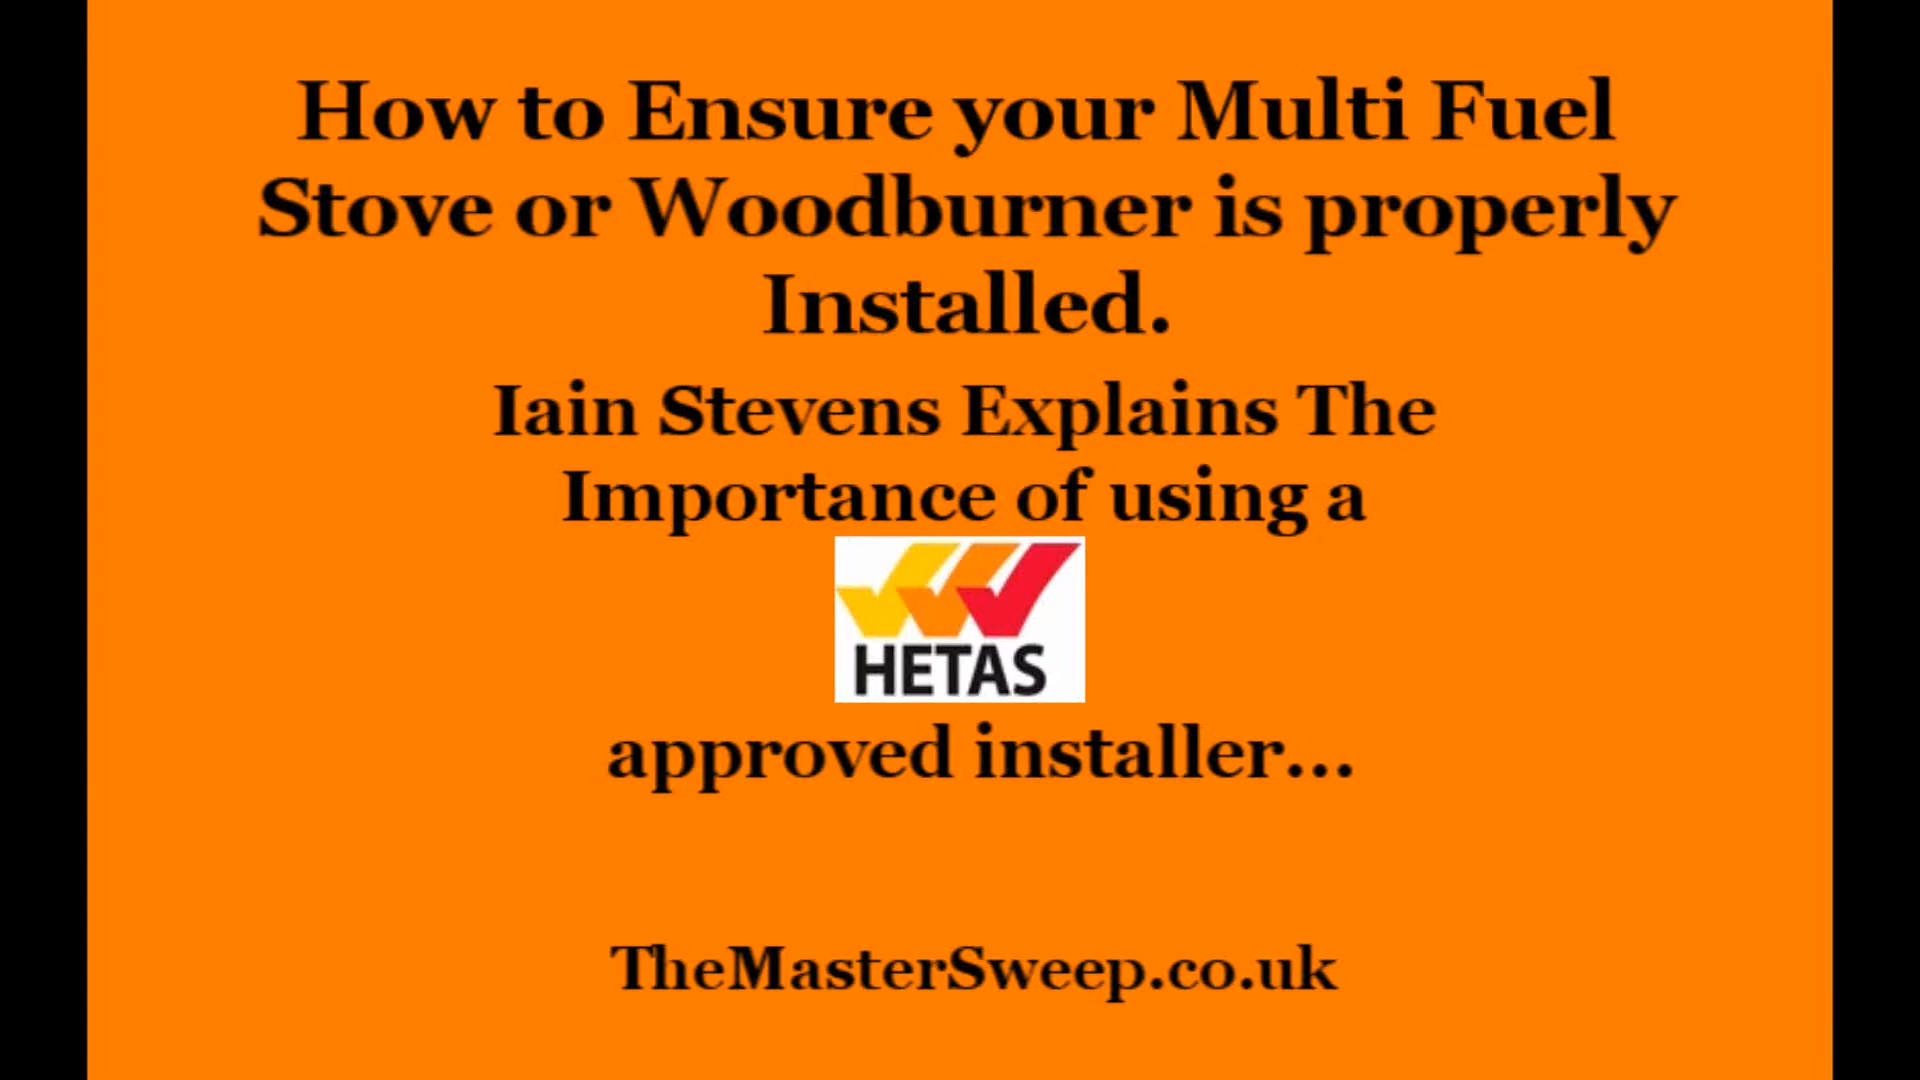 How to Ensure your Multi Fuel
Stove or Woodburner is properly
Installed.
Iain Stevens Explains The
Importance of using a
HETAS
approved installer...
TheMasterSweep.co.uk